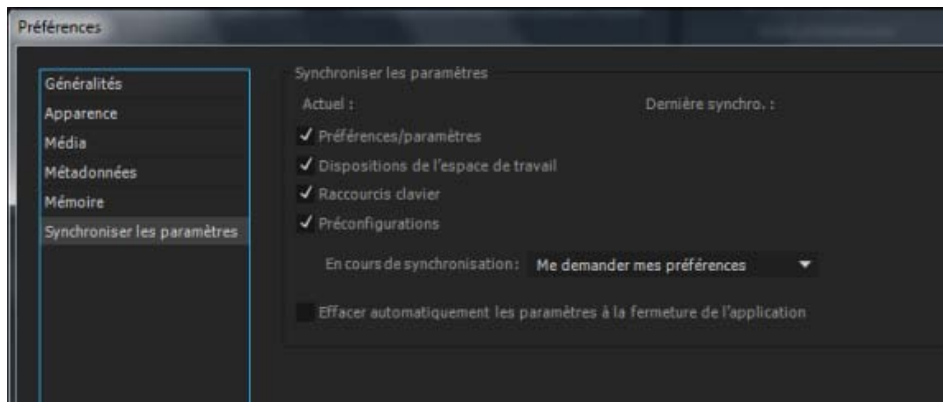 Préférences
Généralités
Apparence
Média
Métadonnées
Mémoire
Synchroniser les paramètres
Synchroniser les paramètres
Actuel :
Dernière synchro. :
Préférences/paramètres
Dispositions de l'espace de travail
Raccourcis clavier
Préconfigurations
En cours de synchronisation : Me demander mes préférences
Effacer automatiquement les paramètres à la fermeture de l'application